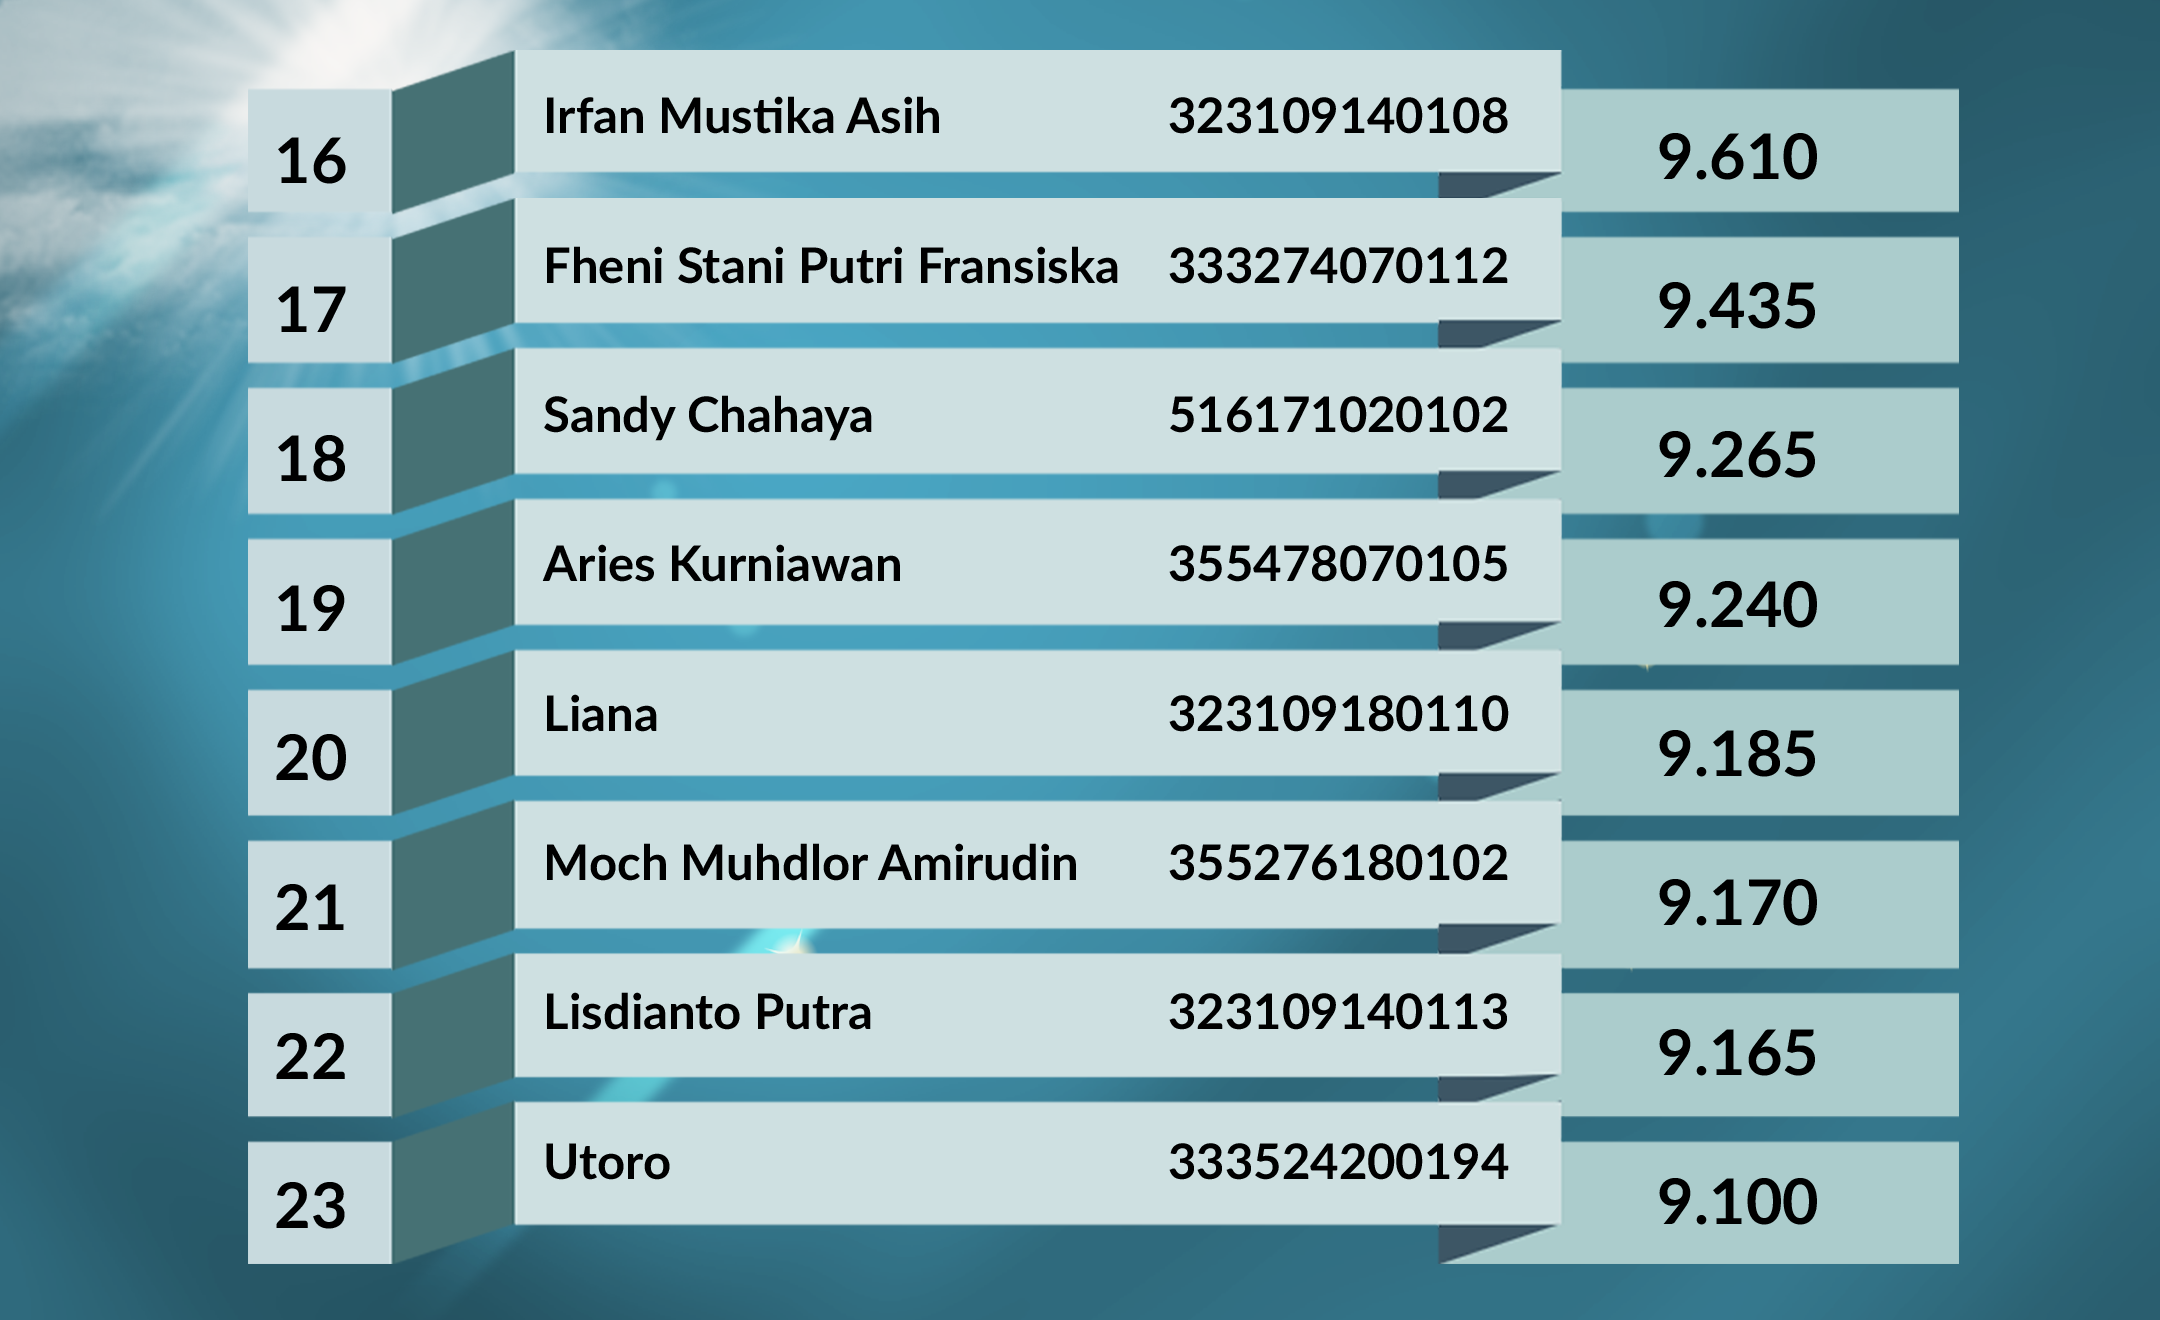 16 Irfan Mustika Asih 323109140108 9.610
17 Fheni Stani Putri Fransiska 333274070112 9.435
18 Sandy Chahaya 516171020102 9.265
19 Aries Kurniawan 355478070105 9.240
20 Liana 323109180110 9.185
21 Moch Muhdlor Amirudin 355276180102 9.170
22 Lisdianto Putra 323109140113 9.165
23 Utoro 333524200194 9.100